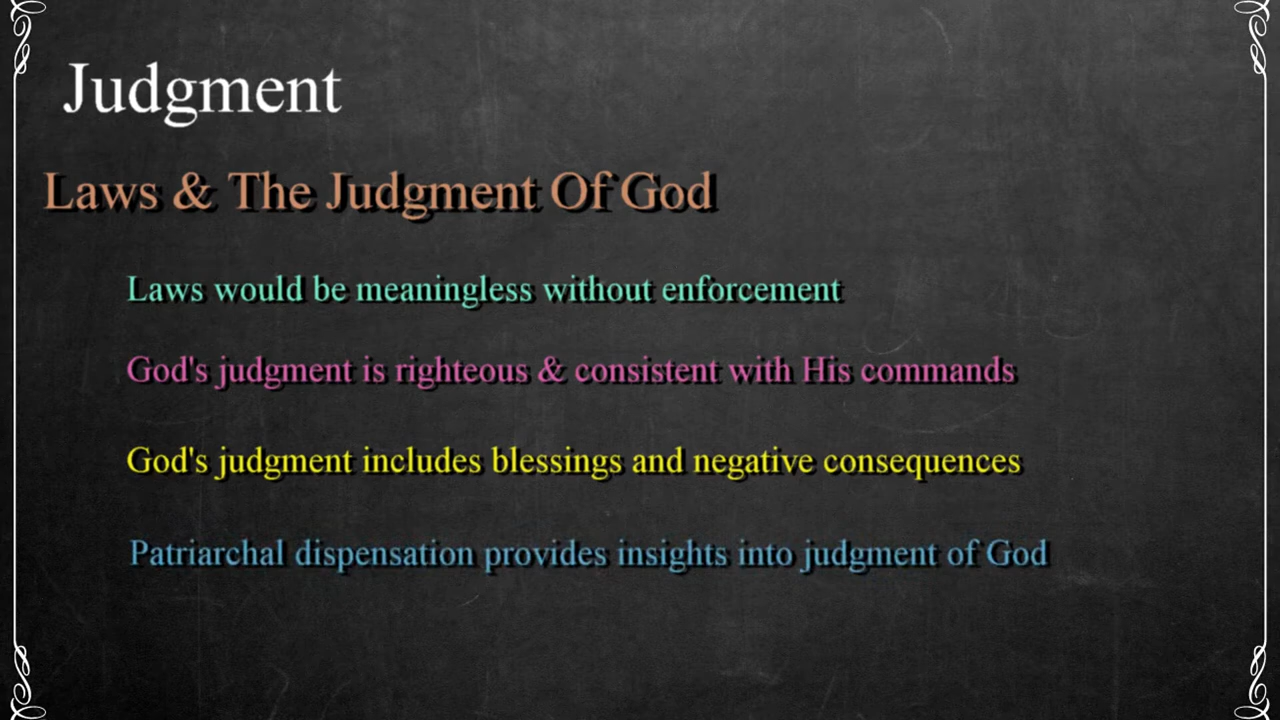 Judgment
Laws & The Judgment Of God
Laws would be meaningless without enforcement
God's judgment is righteous & consistent with His commands
God's judgment includes blessings and negative consequences
Patriarchal dispensation provides insights into judgment of God